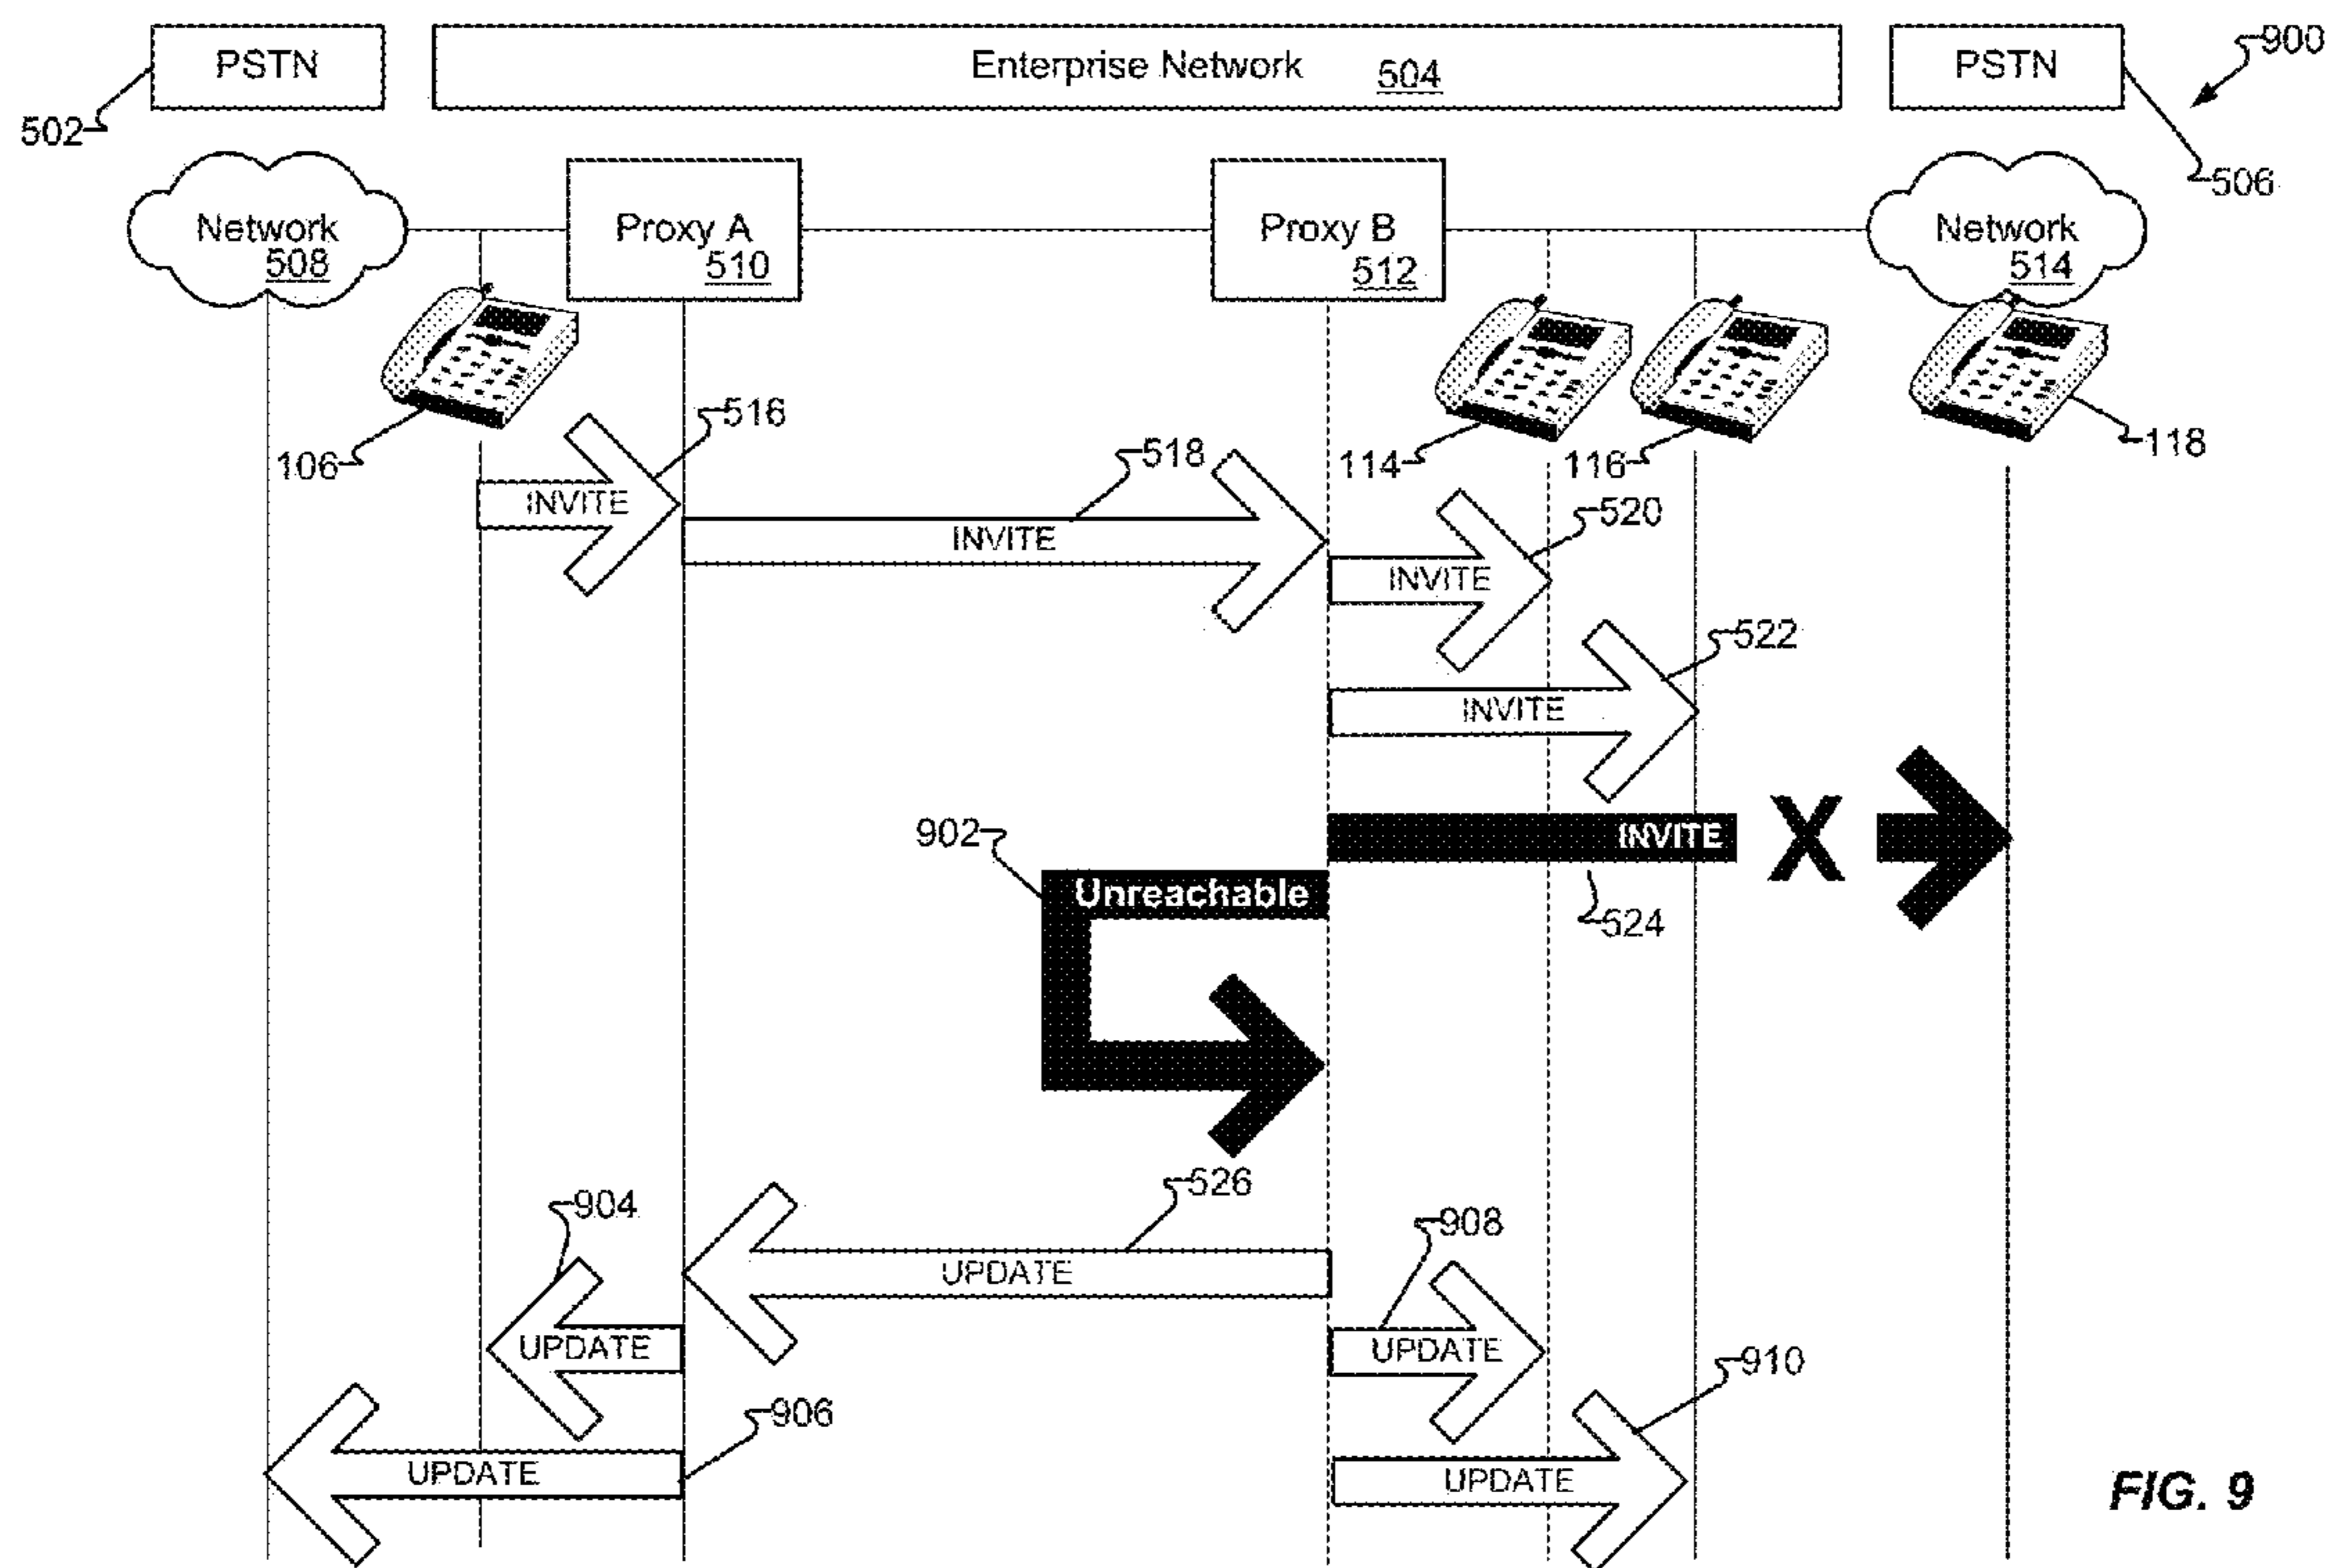 PSTN
Enterprise Network 504
PSTN
900
502
506
Network
508
Proxy A
510
Proxy B
512
Network
514
106
516
518
114
116
118
INVITE
INVITE
520
INVITE
522
INVITE
902
INVITE
X
Unreachable
524
526
904
908
UPDATE
UPDATE
UPDATE
910
906
UPDATE
UPDATE
FIG. 9